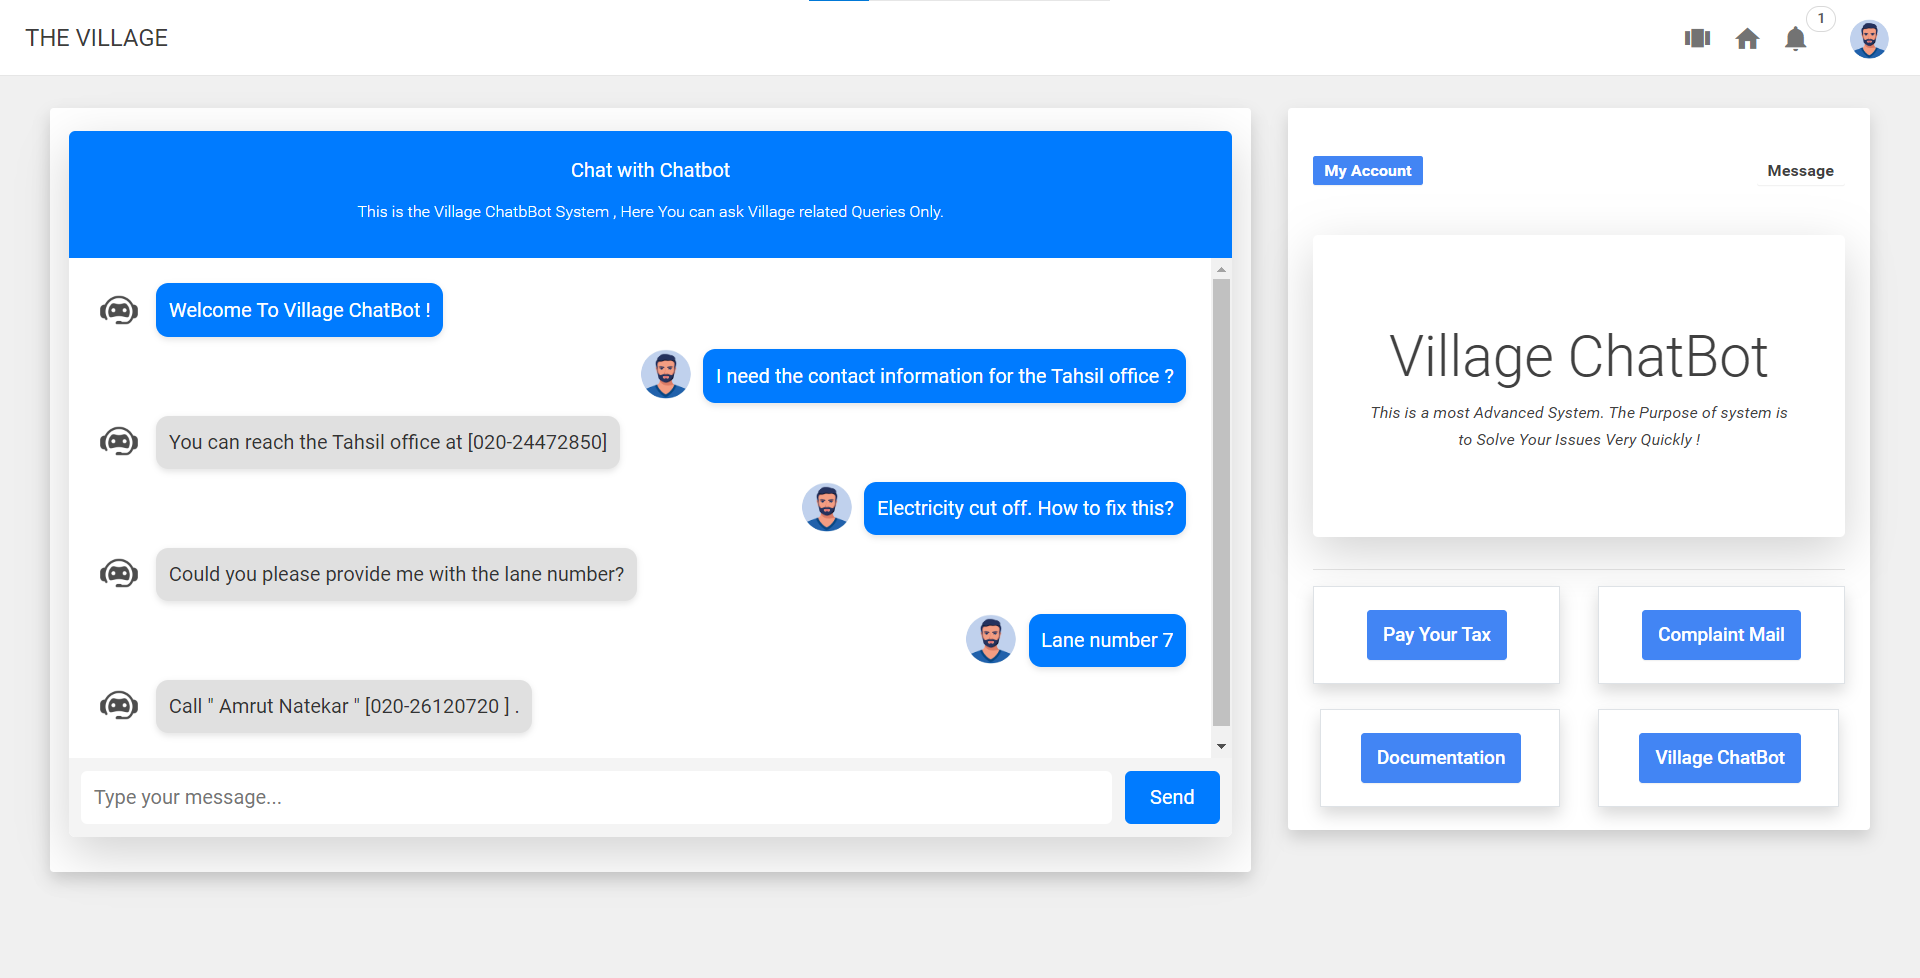 THE VILLAGE
1
Chat with Chatbot
This is the Village ChatbBot System , Here You can ask Village related Queries Only.
Welcome To Village ChatBot !
I need the contact information for the Tahsil office ?
You can reach the Tahsil office at [020-24472850]
Electricity cut off. How to fix this?
Could you please provide me with the lane number?
Lane number 7
Call " Amrut Natekar " [020-26120720 ] .
Type your message...
Send
My Account
Message
Village ChatBot
This is a most Advanced System. The Purpose of system is
to Solve Your Issues Very Quickly !
Pay Your Tax
Complaint Mail
Documentation
Village ChatBot